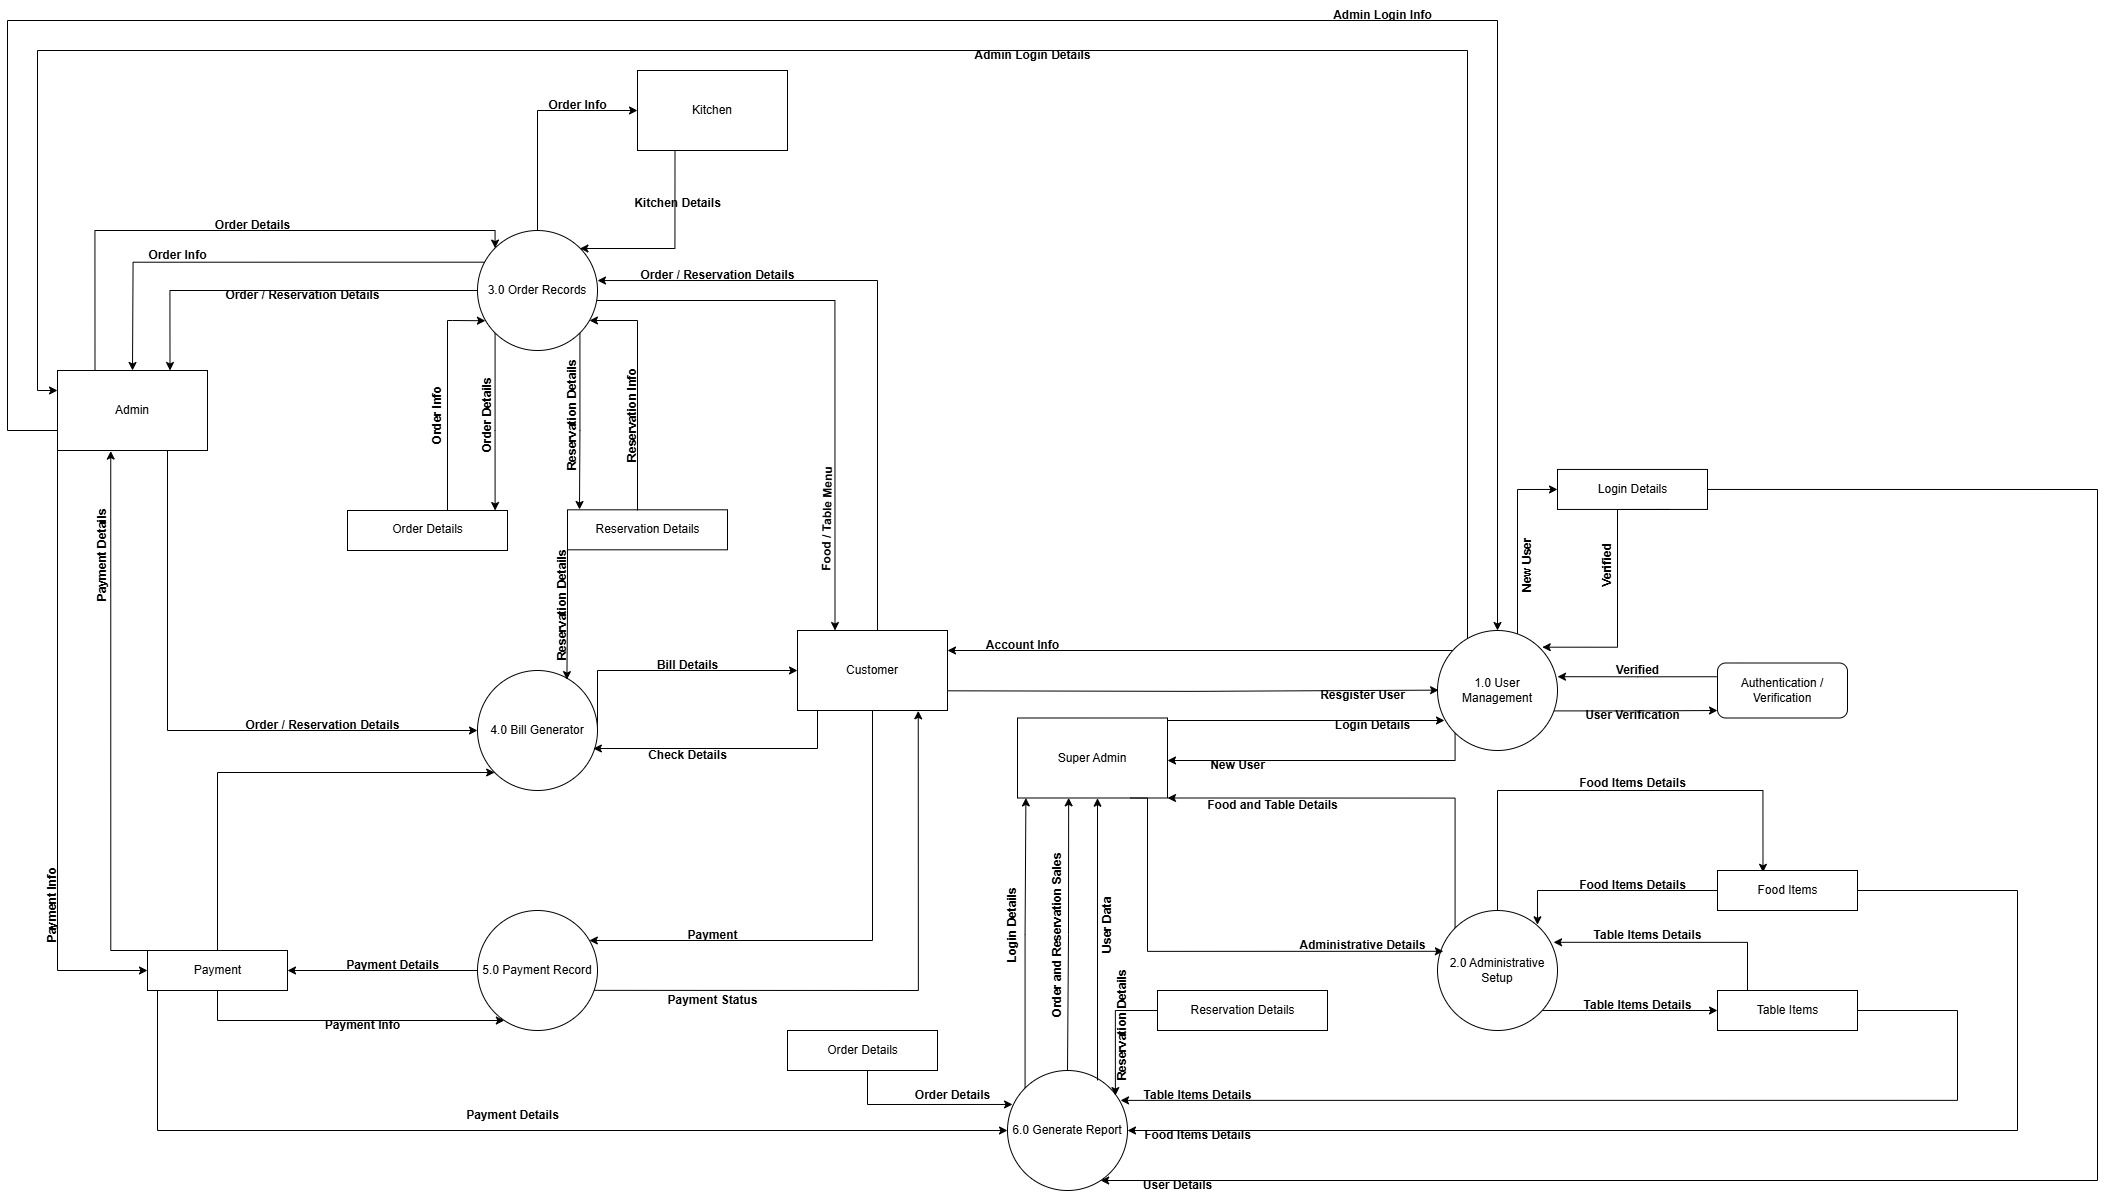 Admin Login Info
Admin Login Details
Order Info
Kitchen
Kitchen Details
Order Details
Order Info
Order / Reservation Details
3.0 Order Records
Order / Reservation Details
Admin
Order Info
Order Details
Reservation Details
Reservation Info
Food / Table Menu
Order Details
Reservation Details
Payment Details
Reservation Details
Login Details
New User
Verified
Account Info
Customer
Bill Details
Resgister User
1.0 User
Management
Verified
Authentication /
Verification
User Verification
Order / Reservation Details
4.0 Bill Generator
Check Details
Super Admin
Login Details
New User
Food and Table Details
Food Items Details
Food Items Details
Food Items
Payment Info
Payment
Payment Details
5.0 Payment Record
Payment
Payment Status
Payment Info
Login Details
Order and Reservation Sales
User Data
Reservation Details
Administrative Details
2.0 Administrative
Setup
Table Items Details
Table Items Details
Table Items
Reservation Details
Order Details
Order Details
Table Items Details
Payment Details
6.0 Generate Report
Food Items Details
User Details